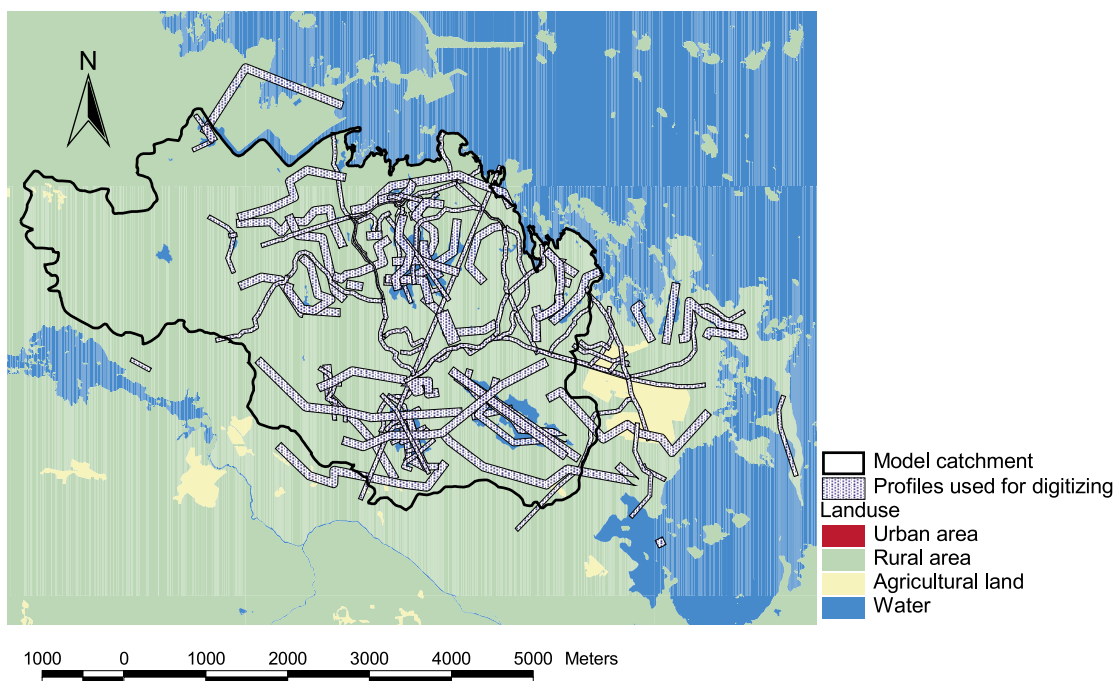 N
Model catchment
Profiles used for digitizing
Landuse
Urban area
Rural area
Agricultural land
Water
1000 0 1000 2000 3000 4000 5000 Meters